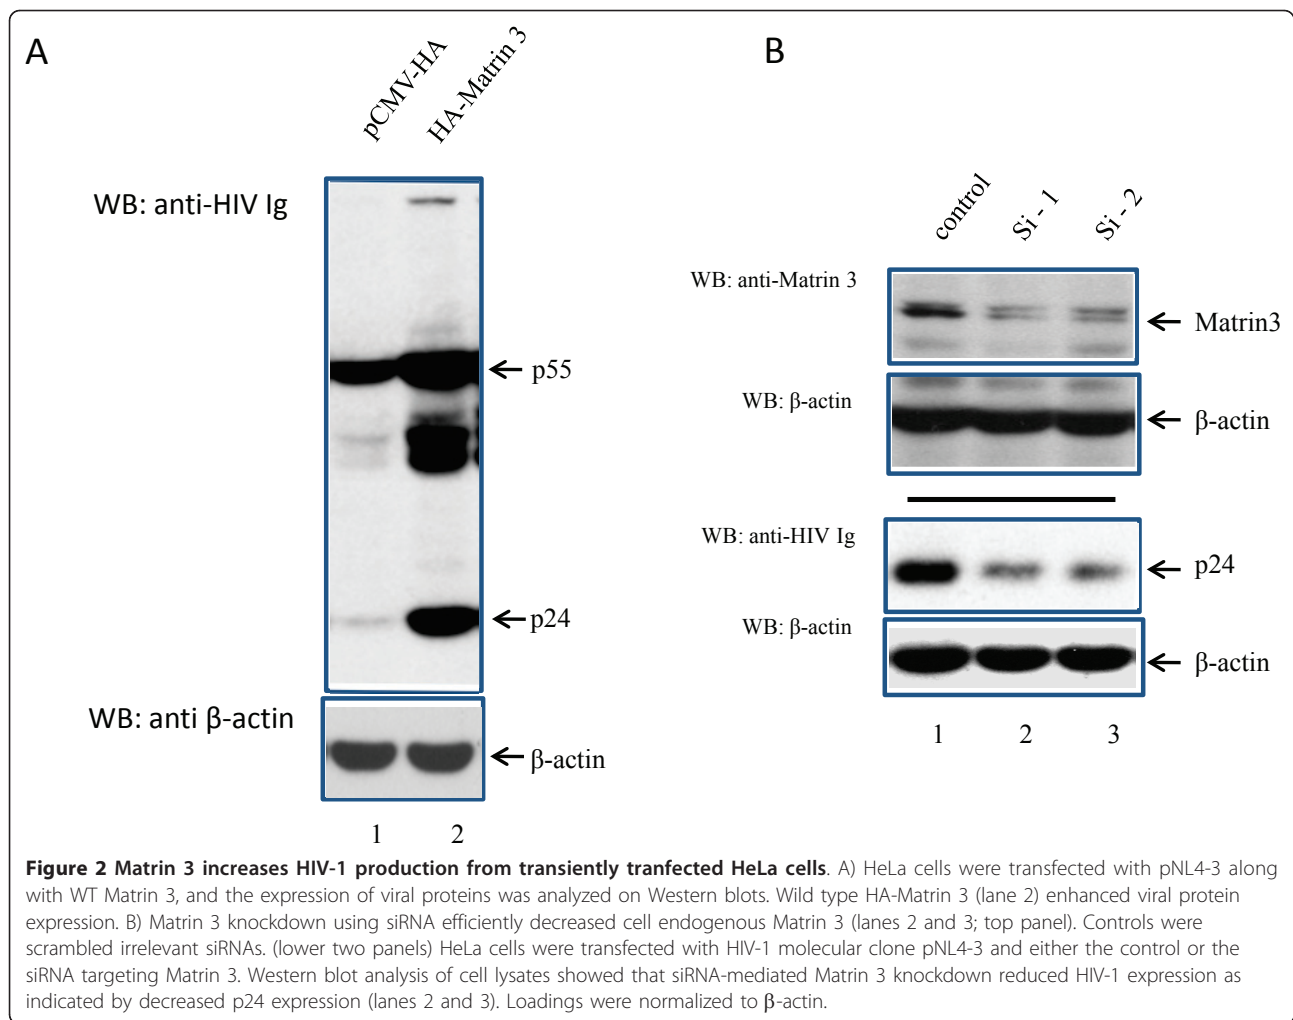 A
pCMV-HA
HA-Matrin 3
WB: anti-HIV Ig
p55
p24
WB: anti β-actin
β-actin
1 2
B
control
Si - 1
Si - 2
WB: anti-Matrin 3
Matrin3
WB: β-actin
β-actin
WB: anti-HIV Ig
p24
WB: β-actin
β-actin
1 2 3
Figure 2 Matrin 3 increases HIV-1 production from transiently tranfected HeLa cells. A) HeLa cells were transfected with pNL4-3 along
with WT Matrin 3, and the expression of viral proteins was analyzed on Western blots. Wild type HA-Matrin 3 (lane 2) enhanced viral protein
expression. B) Matrin 3 knockdown using siRNA efficiently decreased cell endogenous Matrin 3 (lanes 2 and 3; top panel). Controls were
scrambled irrelevant siRNAs. (lower two panels) HeLa cells were transfected with HIV-1 molecular clone pNL4-3 and either the control or the
siRNA targeting Matrin 3. Western blot analysis of cell lysates showed that siRNA-mediated Matrin 3 knockdown reduced HIV-1 expression as
indicated by decreased p24 expression (lanes 2 and 3). Loadings were normalized to β-actin.